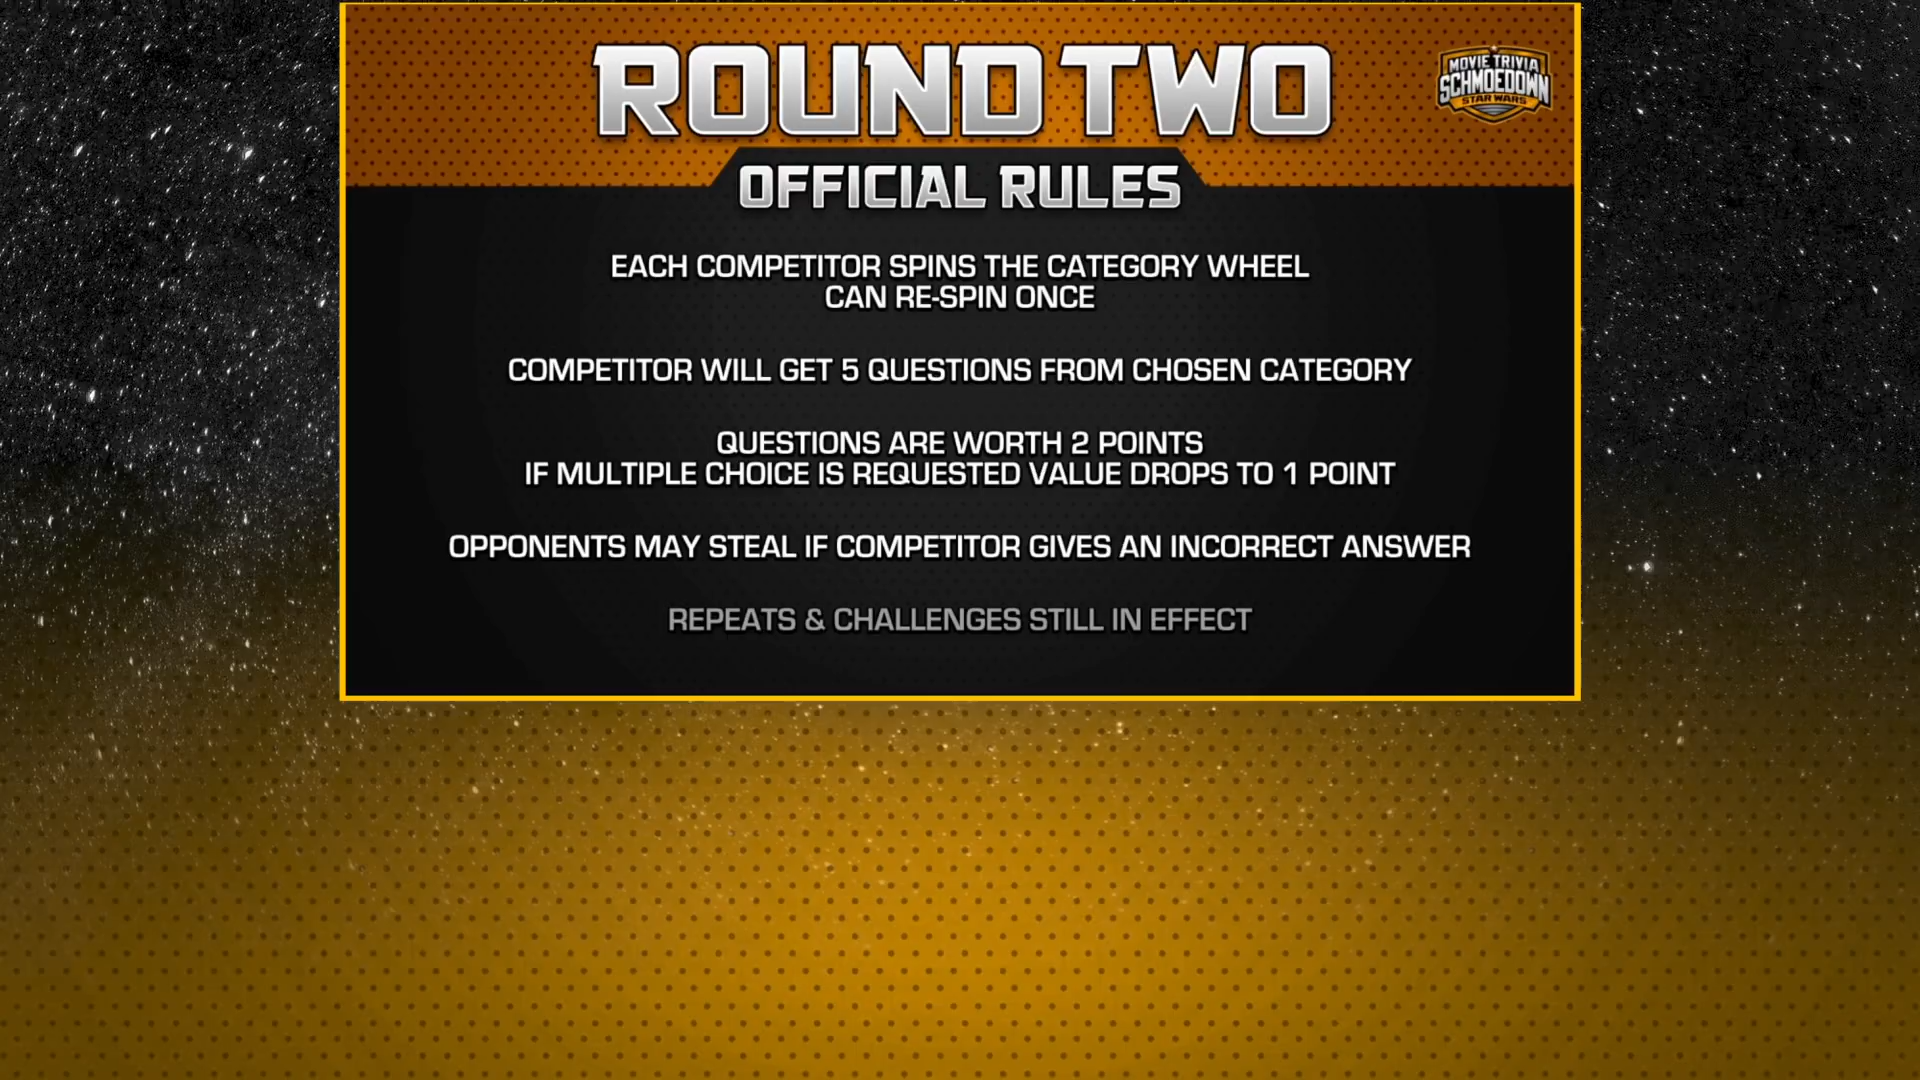 ROUND TWO
MOVIE TRIVIA
SCHMOEDOWN
STAR WARS
OFFICIAL RULES
EACH COMPETITOR SPINS THE CATEGORY WHEEL
CAN RE-SPIN ONCE
COMPETITOR WILL GET 5 QUESTIONS FROM CHOSEN CATEGORY
QUESTIONS ARE WORTH 2 POINTS
IF MULTIPLE CHOICE IS REQUESTED VALUE DROPS TO 1 POINT
OPPONENTS MAY STEAL IF COMPETITOR GIVES AN INCORRECT ANSWER
REPEATS & CHALLENGES STILL IN EFFECT